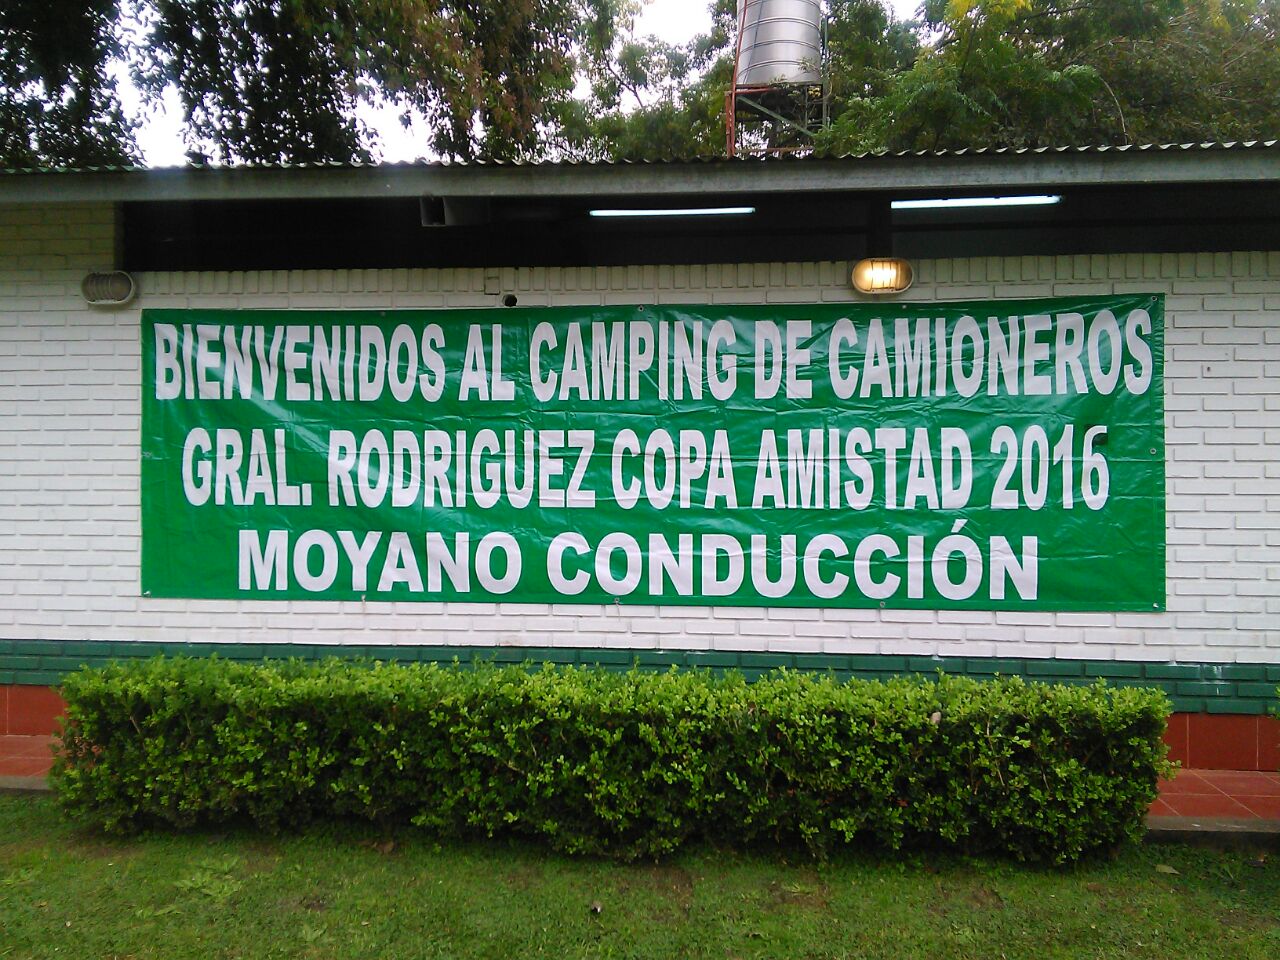 BIENVENIDOS AL CAMPING DE CAMIONEROS
GRAL. RODRIGUEZ COPA AMISTAD 2016
MOYANO CONDUCCIÓN